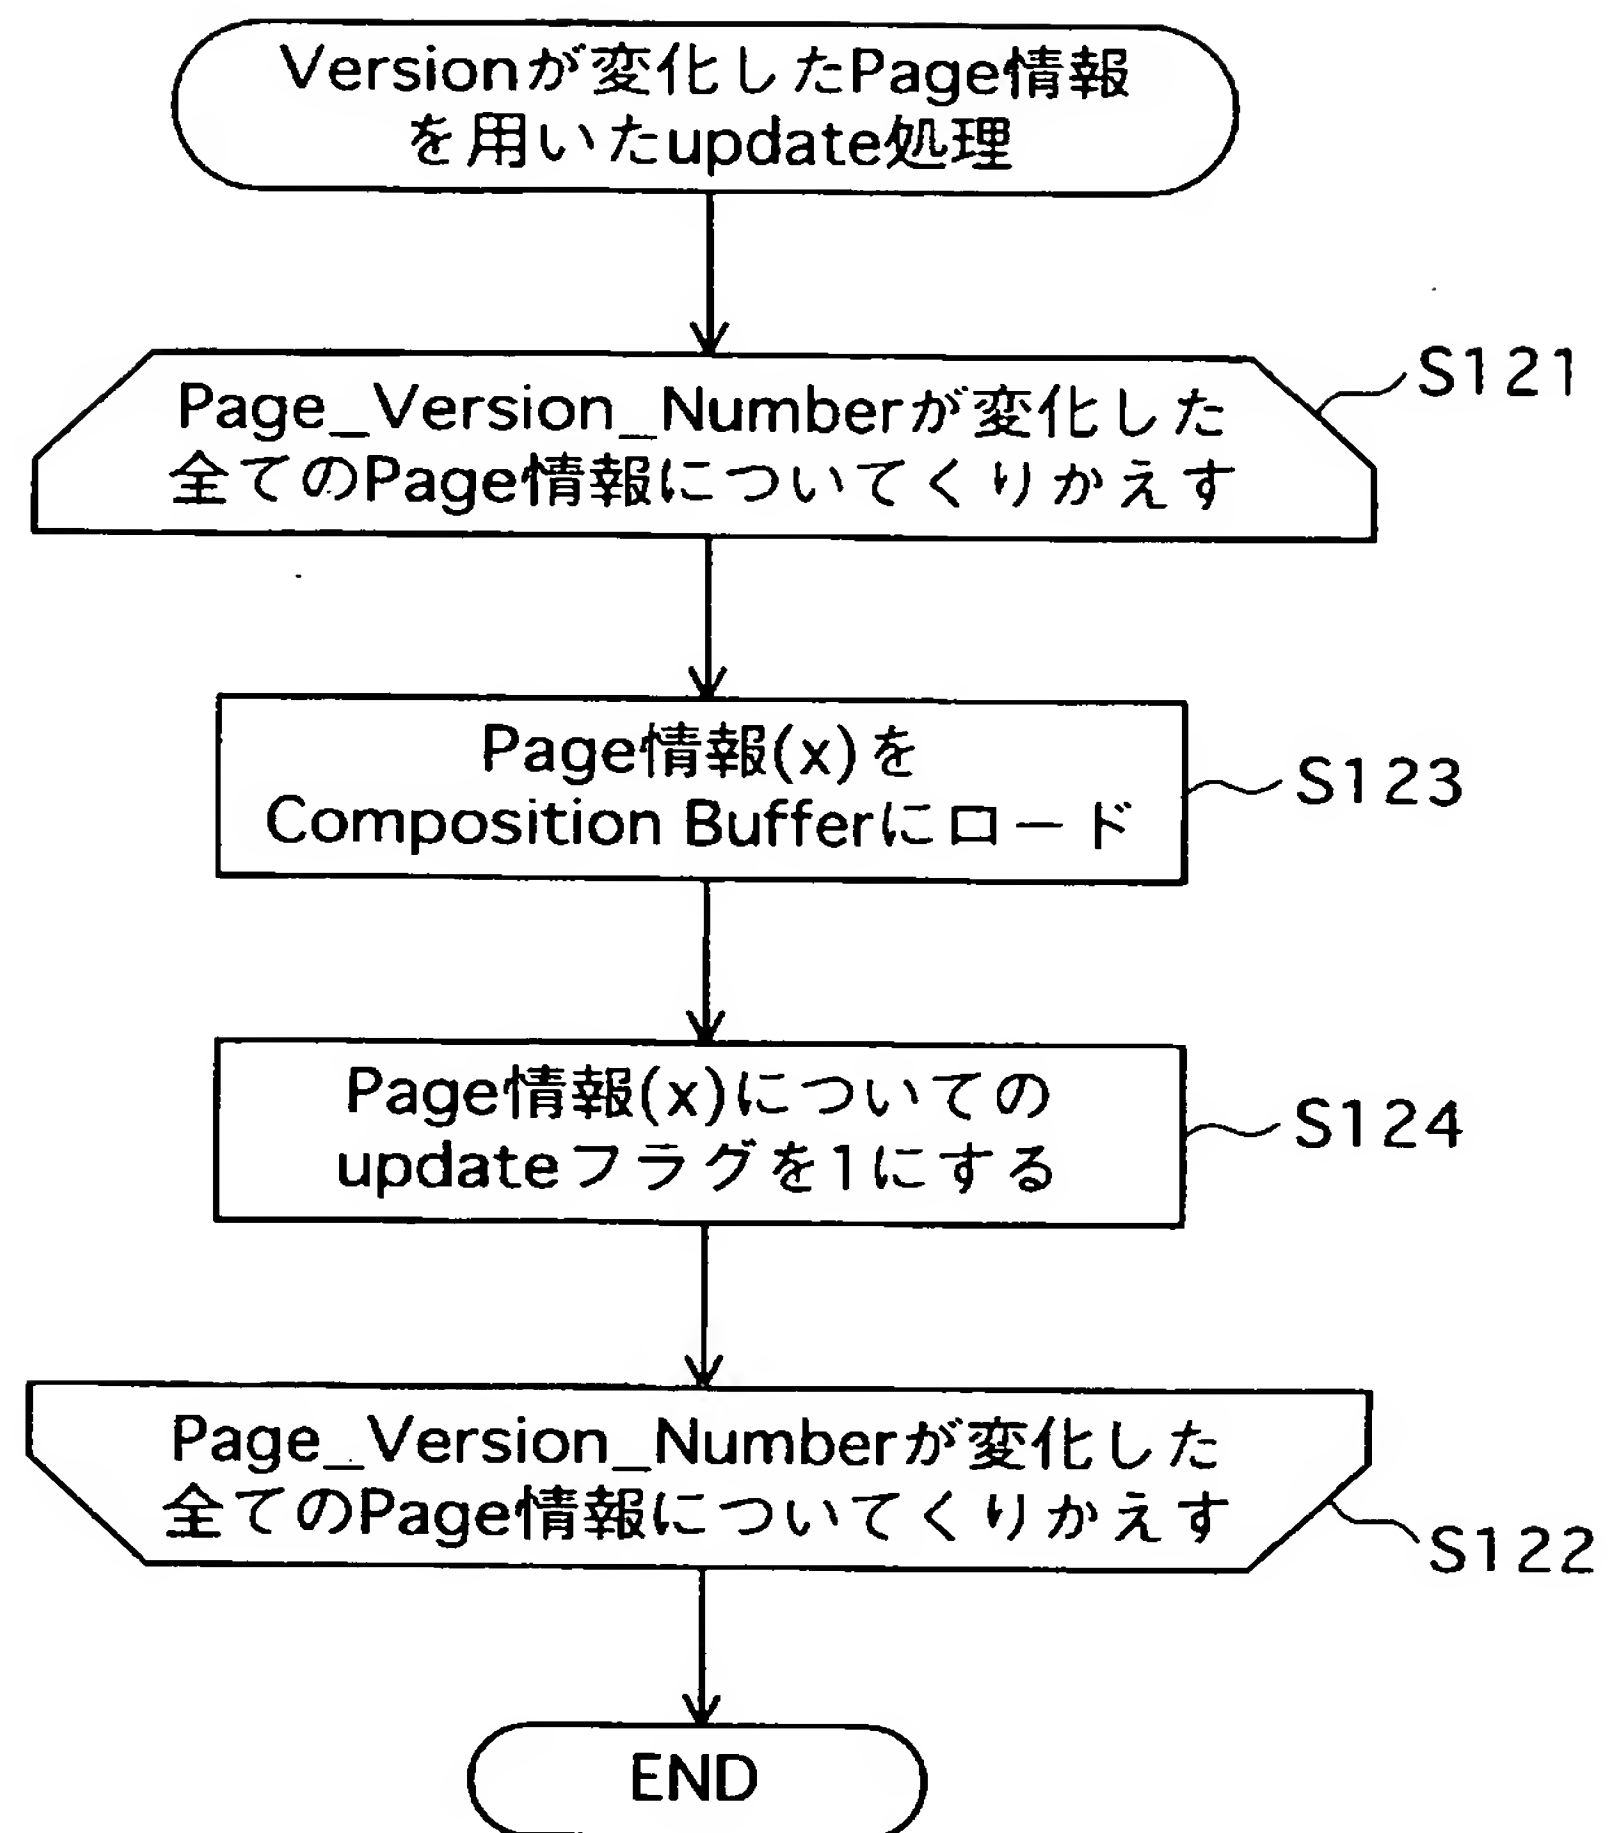 Versionが変化したPage情報
を用いたupdate処理
S121
Page_Version_Numberが変化した
全てのPage情報についてくりかえす
Page情報(x)を
Composition Bufferにロード
S123
Page情報(x)についての
updateフラグを1にする
S124
Page_Version_Numberが変化した
全てのPage情報についてくりかえす
S122
END